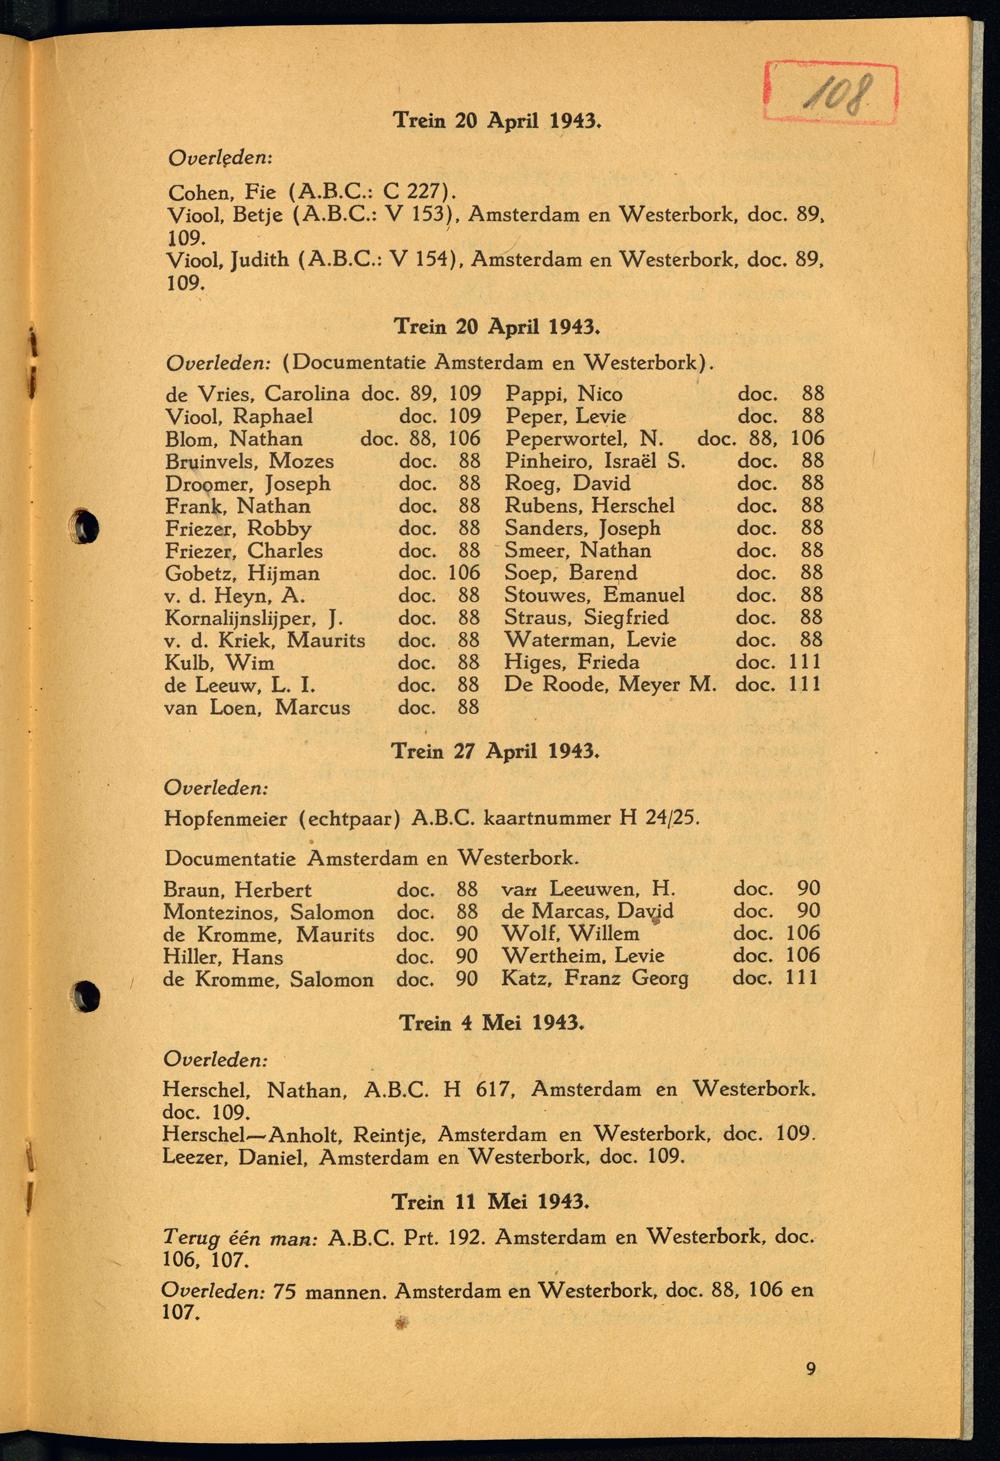 108
Trein 20 April 1943.
Overleden:
Cohen, Fie (A.B.C.: C 227).
Viool, Betje (A.B.C.: V 153), Amsterdam en Westerbork, doc. 89,
109.
Viool, Judith (A.B.C.: V 154), Amsterdam en Westerbork, doc. 89,
109.
Trein 20 April 1943.
Overleden: (Documentatie Amsterdam en Westerbork).
de Vries, Carolina doc. 89, 109 Pappi, Nico doc. 88
Viool, Raphael doc. 109 Peper, Levie doc. 88
Blom, Nathan doc. 88, 106 Peperwortel, N. doc. 88, 106
Bruinvels, Mozes doc. 88 Pinheiro, Israël S. doc. 88
Droomer, Joseph doc. 88 Roeg, David doc. 88
Frank, Nathan doc. 88 Rubens, Herschel doc. 88
Friezer, Robby doc. 88 Sanders, Joseph doc. 88
Friezer, Charles doc. 88 Smeer, Nathan doc. 88
Gobetz, Hijman doc. 106 Soep, Barend doc. 88
v. d. Heyn, A. doc. 88 Stouwes, Emanuel doc. 88
Kornalijnslijper, J. doc. 88 Straus, Siegfried doc. 88
v. d. Kriek, Maurits doc. 88 Waterman, Levie doc. 88
Kulb, Wim doc. 88 Higes, Frieda doc. 111
de Leeuw, L. I. doc. 88 De Roode, Meyer M. doc. 111
van Loen, Marcus doc. 88
Trein 27 April 1943.
Overleden:
Hopfenmeier (echtpaar) A.B.C. kaartnummer H 24/25.
Documentatie Amsterdam en Westerbork.
Braun, Herbert doc. 88 van Leeuwen, H. doc. 90
Montezinos, Salomon doc. 88 de Marcas, David doc. 90
de Kromme, Maurits doc. 90 Wolf, Willem doc. 106
Hiller, Hans doc. 90 Wertheim, Levie doc. 106
de Kromme, Salomon doc. 90 Katz, Franz Georg doc. 111
Trein 4 Mei 1943.
Overleden:
Herschel, Nathan, A.B.C. H 617, Amsterdam en Westerbork.
doc. 109.
Herschel—Anholt, Reintje, Amsterdam en Westerbork, doc. 109.
Leezer, Daniel, Amsterdam en Westerbork, doc. 109.
Trein 11 Mei 1943.
Terug één man: A.B.C. Prt. 192. Amsterdam en Westerbork, doc.
106, 107.
Overleden: 75 mannen. Amsterdam en Westerbork, doc. 88, 106 en
107.
9